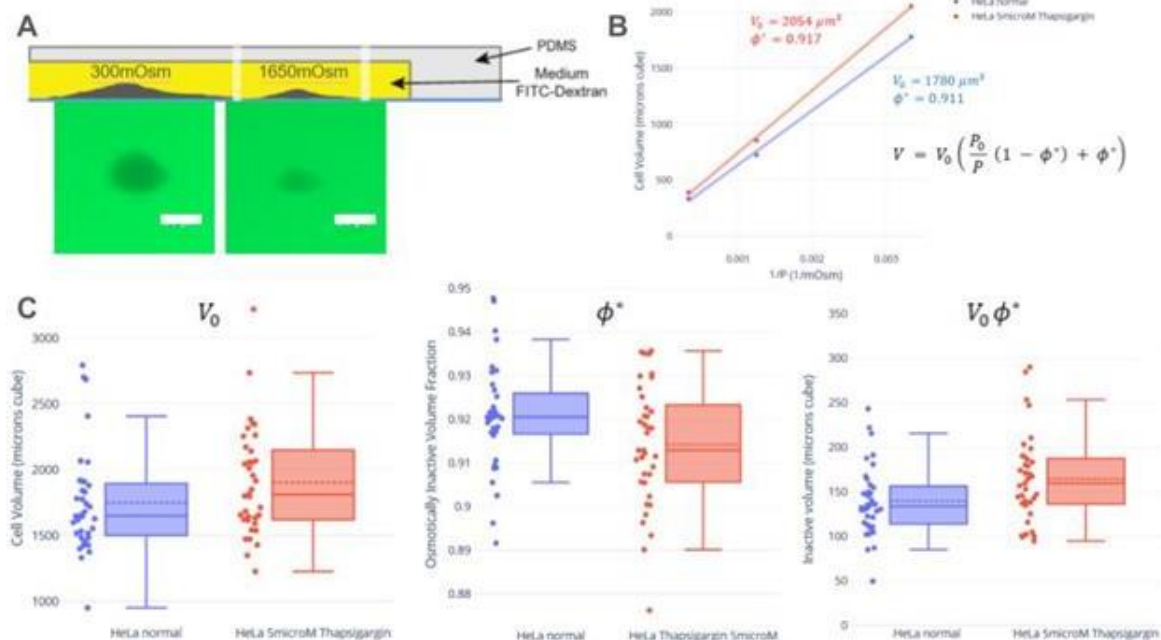 A
300mOsm
1650mOsm
PDMS
Medium
FITC-Dextran
B
HeLa normal
HeLa 5microM Thapsigargin
V₀ = 2054 μm³
ϕ* = 0.917
V₀ = 1780 μm³
ϕ* = 0.911
V = V₀(P₀/P (1 − ϕ*) + ϕ*)
Cell Volume (microns cube)
2000
1500
1000
500
0
0.001
0.002
0.003
1/P (1/mOsm)
C
V₀
Cell Volume (microns cube)
3000
2500
2000
1500
1000
HeLa normal
HeLa 5microM Thapsigargin
ϕ*
Osmotically Inactive Volume Fraction
0.95
0.94
0.93
0.92
0.91
0.9
0.89
0.88
HeLa normal
HeLa Thapsigargin 5microM
V₀ϕ*
Inactive volume (microns cube)
350
300
250
200
150
100
50
0
HeLa normal
HeLa 5microM Thapsigargin